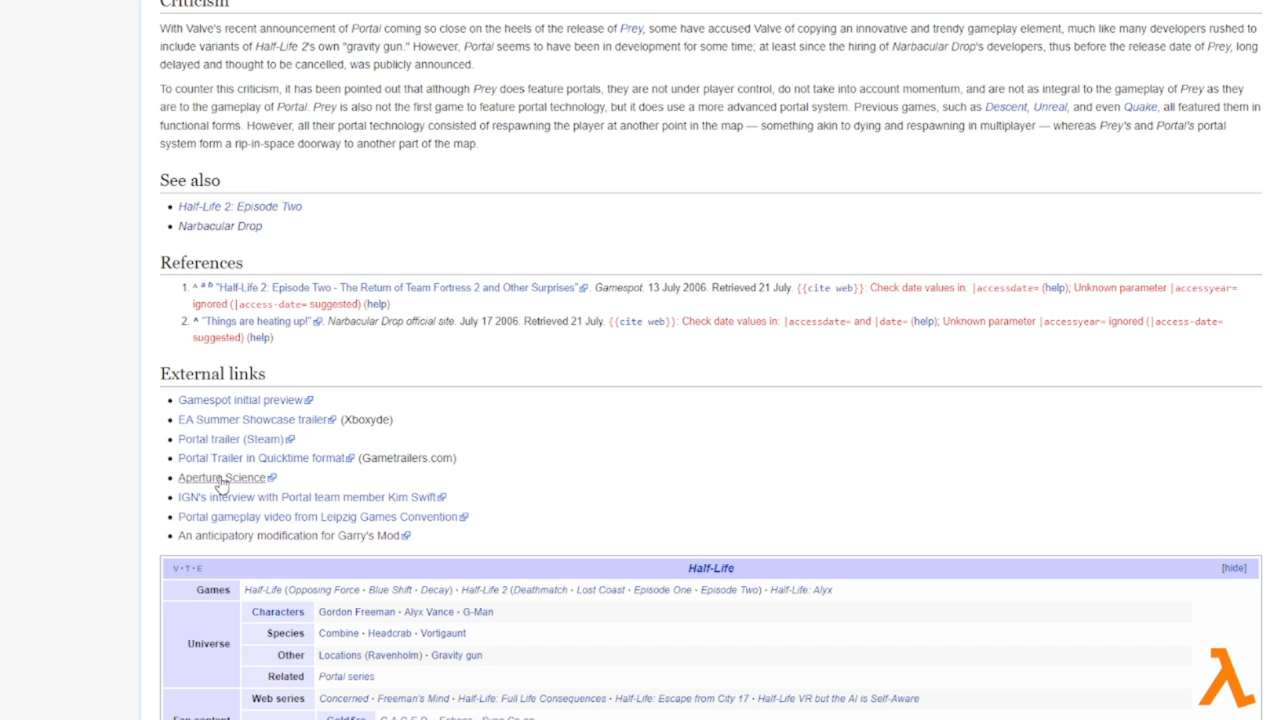 Criticism
With Valve's recent announcement of Portal coming so close on the heels of the release of Prey, some have accused Valve of copying an innovative and trendy gameplay element, much like many developers rushed to
include variants of Half-Life 2's own "gravity gun." However, Portal seems to have been in development for some time; at least since the hiring of Narbacular Drop's developers, thus before the release date of Prey, long
delayed and thought to be cancelled, was publicly announced.
To counter this criticism, it has been pointed out that although Prey does feature portals, they are not under player control, do not take into account momentum, and are not as integral to the gameplay of Prey as they
are to the gameplay of Portal. Prey is also not the first game to feature portal technology, but it does use a more advanced portal system. Previous games, such as Descent, Unreal, and even Quake, all featured them in
functional forms. However, all their portal technology consisted of respawning the player at another point in the map — something akin to dying and respawning in multiplayer — whereas Prey's and Portal's portal
system form a rip-in-space doorway to another part of the map.
See also
• Half-Life 2: Episode Two
• Narbacular Drop
References
1. ^ a b "Half-Life 2: Episode Two - The Return of Team Fortress 2 and Other Surprises". Gamespot. 13 July 2006. Retrieved 21 July. {{cite web}}: Check date values in: |accessdate= (help); Unknown parameter |accessyear=
ignored (|access-date= suggested) (help)
2. ^ "Things are heating up!". Narbacular Drop official site. July 17 2006. Retrieved 21 July. {{cite web}}: Check date values in: |accessdate= and |date= (help); Unknown parameter |accessyear= ignored (|access-date=
suggested) (help)
External links
• Gamespot initial preview
• EA Summer Showcase trailer (Xboxyde)
• Portal trailer (Steam)
• Portal Trailer in Quicktime format (Gametrailers.com)
• Aperture Science
• IGN's interview with Portal team member Kim Swift
• Portal gameplay video from Leipzig Games Convention
• An anticipatory modification for Garry's Mod
V · T · E Half-Life [hide]
Games Half-Life (Opposing Force · Blue Shift · Decay) · Half-Life 2 (Deathmatch · Lost Coast · Episode One · Episode Two) · Half-Life: Alyx
Universe
Characters Gordon Freeman · Alyx Vance · G-Man
Species Combine · Headcrab · Vortigaunt
Other Locations (Ravenholm) · Gravity gun
Related Portal series
Web series Concerned · Freeman's Mind · Half-Life: Full Life Consequences · Half-Life: Escape from City 17 · Half-Life VR but the AI is Self-Aware